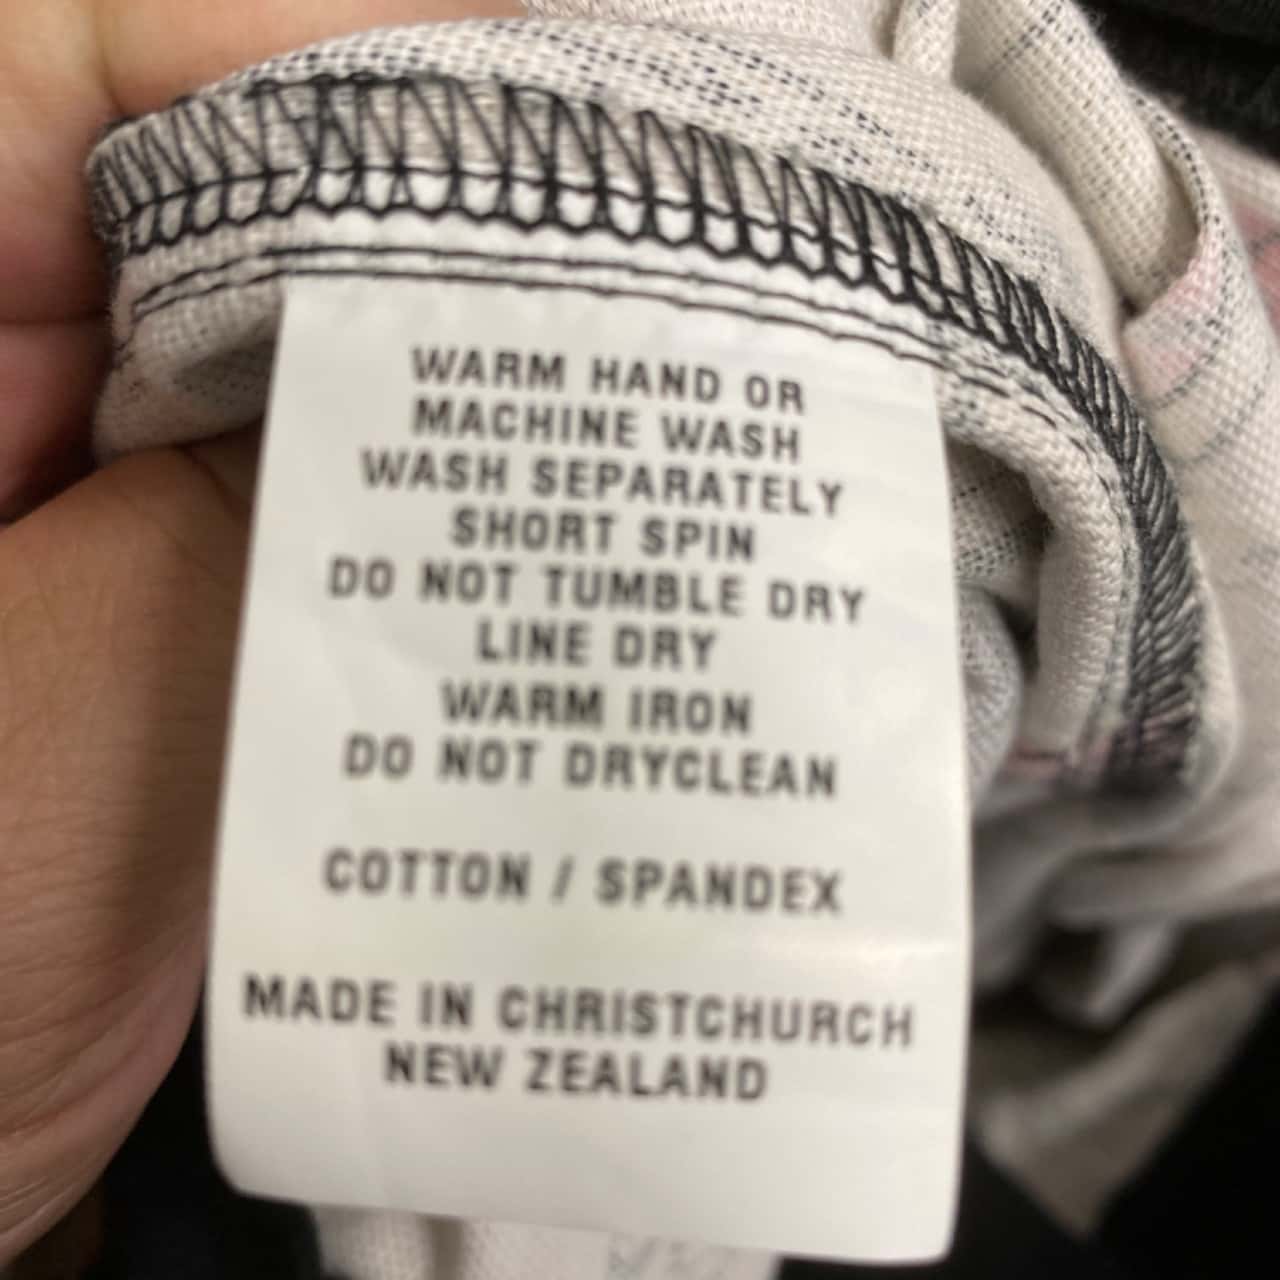 WARM HAND OR
MACHINE WASH
WASH SEPARATELY
SHORT SPIN
DO NOT TUMBLE DRY
LINE DRY
WARM IRON
DO NOT DRYCLEAN
COTTON / SPANDEX
MADE IN CHRISTCHURCH
NEW ZEALAND